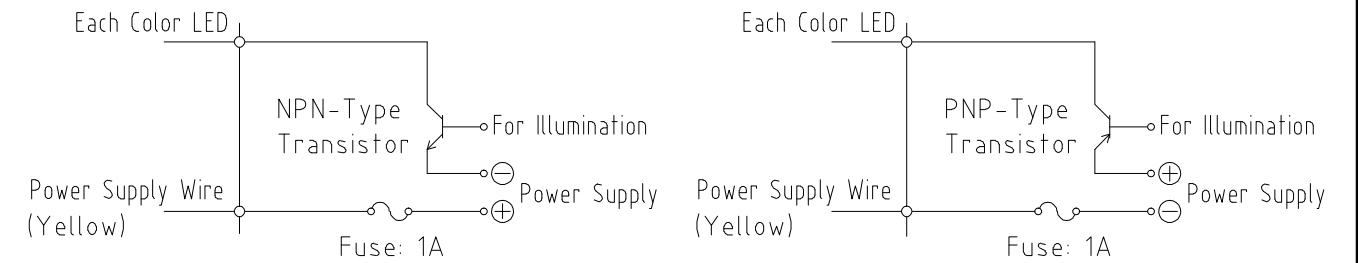 Each Color LED
NPN-Type
Transistor
For Illumination
Power Supply Wire
(Yellow)
Power Supply
Fuse: 1A
Each Color LED
PNP-Type
Transistor
For Illumination
Power Supply Wire
(Yellow)
Power Supply
Fuse: 1A